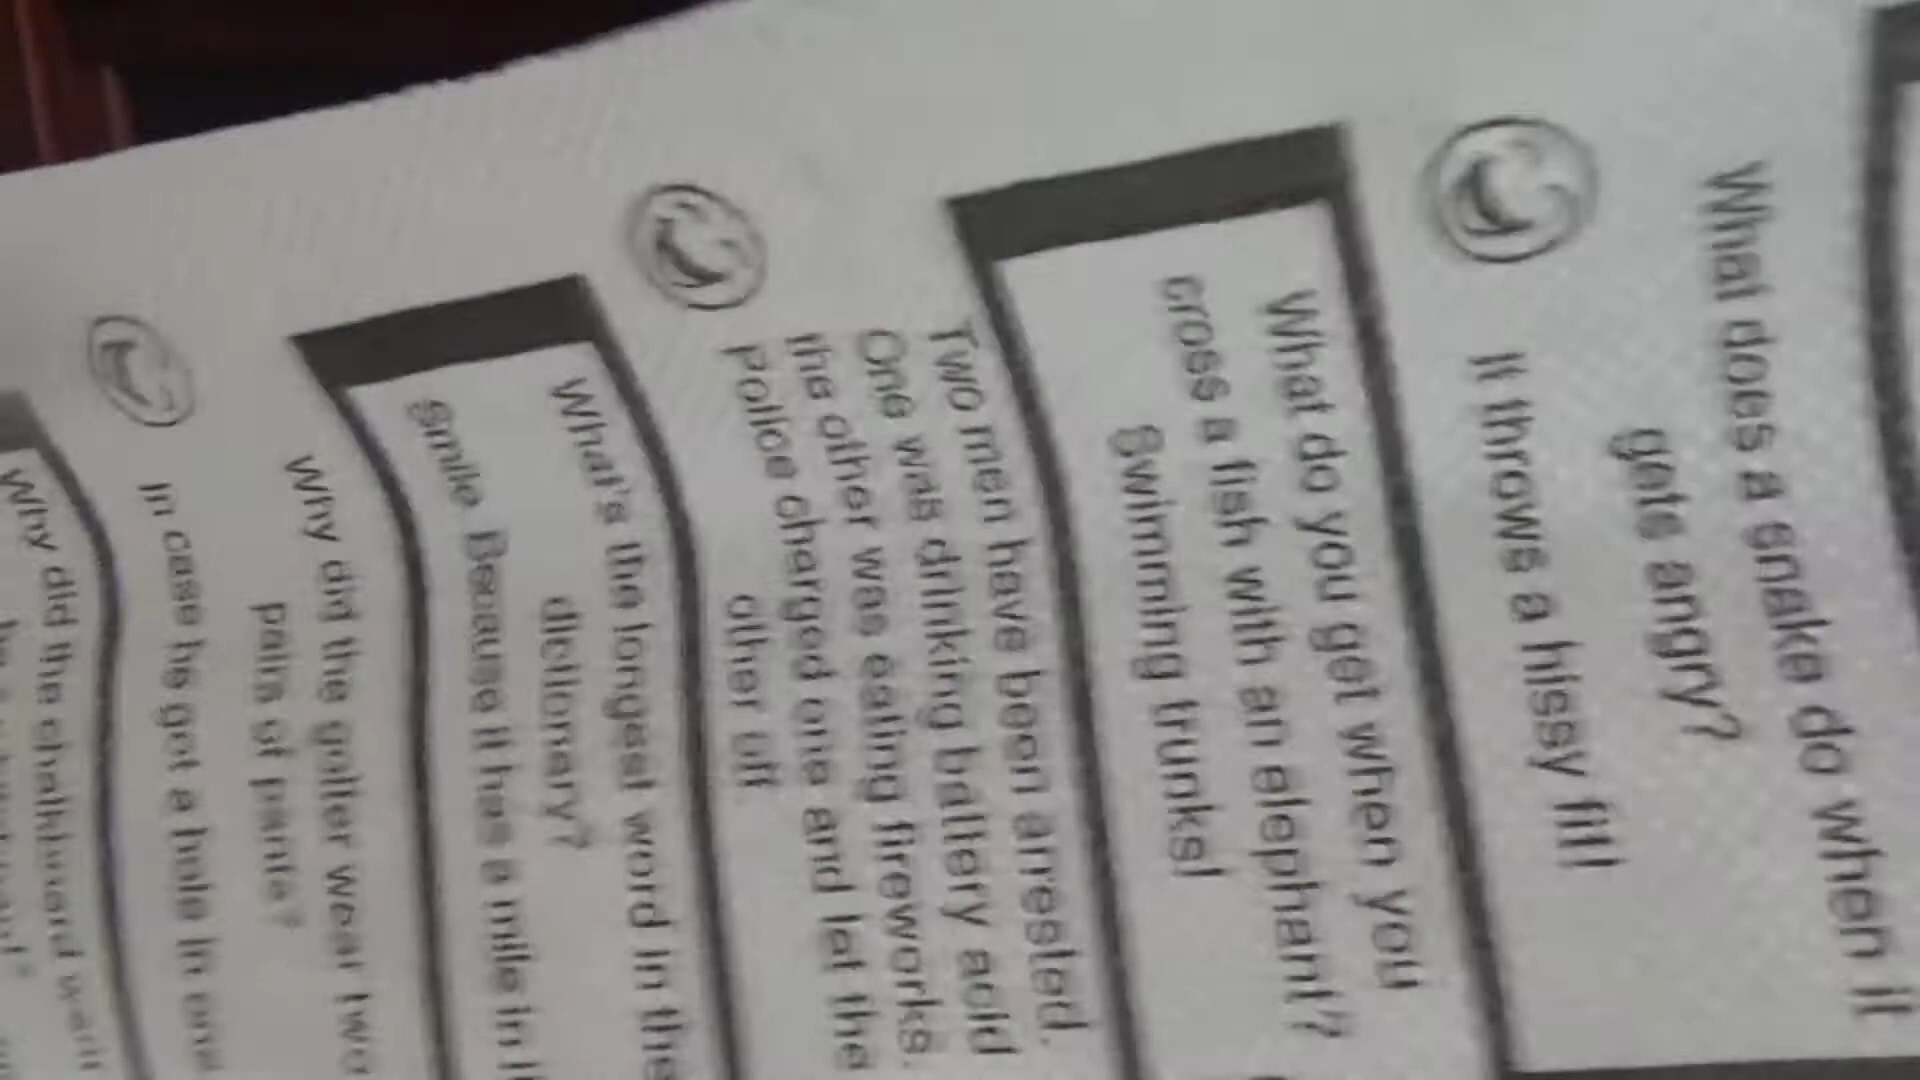 What does a snake do when it
gets angry?
It throws a hissy fit!
What do you get when you
cross a fish with an elephant?
Swimming trunks!
Two men have been arrested.
One was drinking battery acid
the other was eating fireworks.
Police charged one and let the
other off
What's the longest word in the
dictionary?
Smile Beause it has a mile in
Why did the golfer wear two
pairs of pants?
In case he got a hole in one
Why did the chalkboard